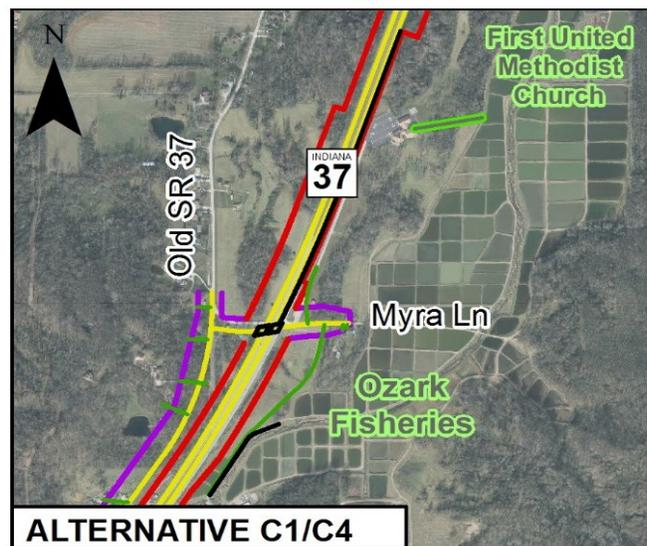 N
First United
Methodist
Church
Old SR 37
INDIANA
37
Myra Ln
Ozark
Fisheries
ALTERNATIVE C1/C4